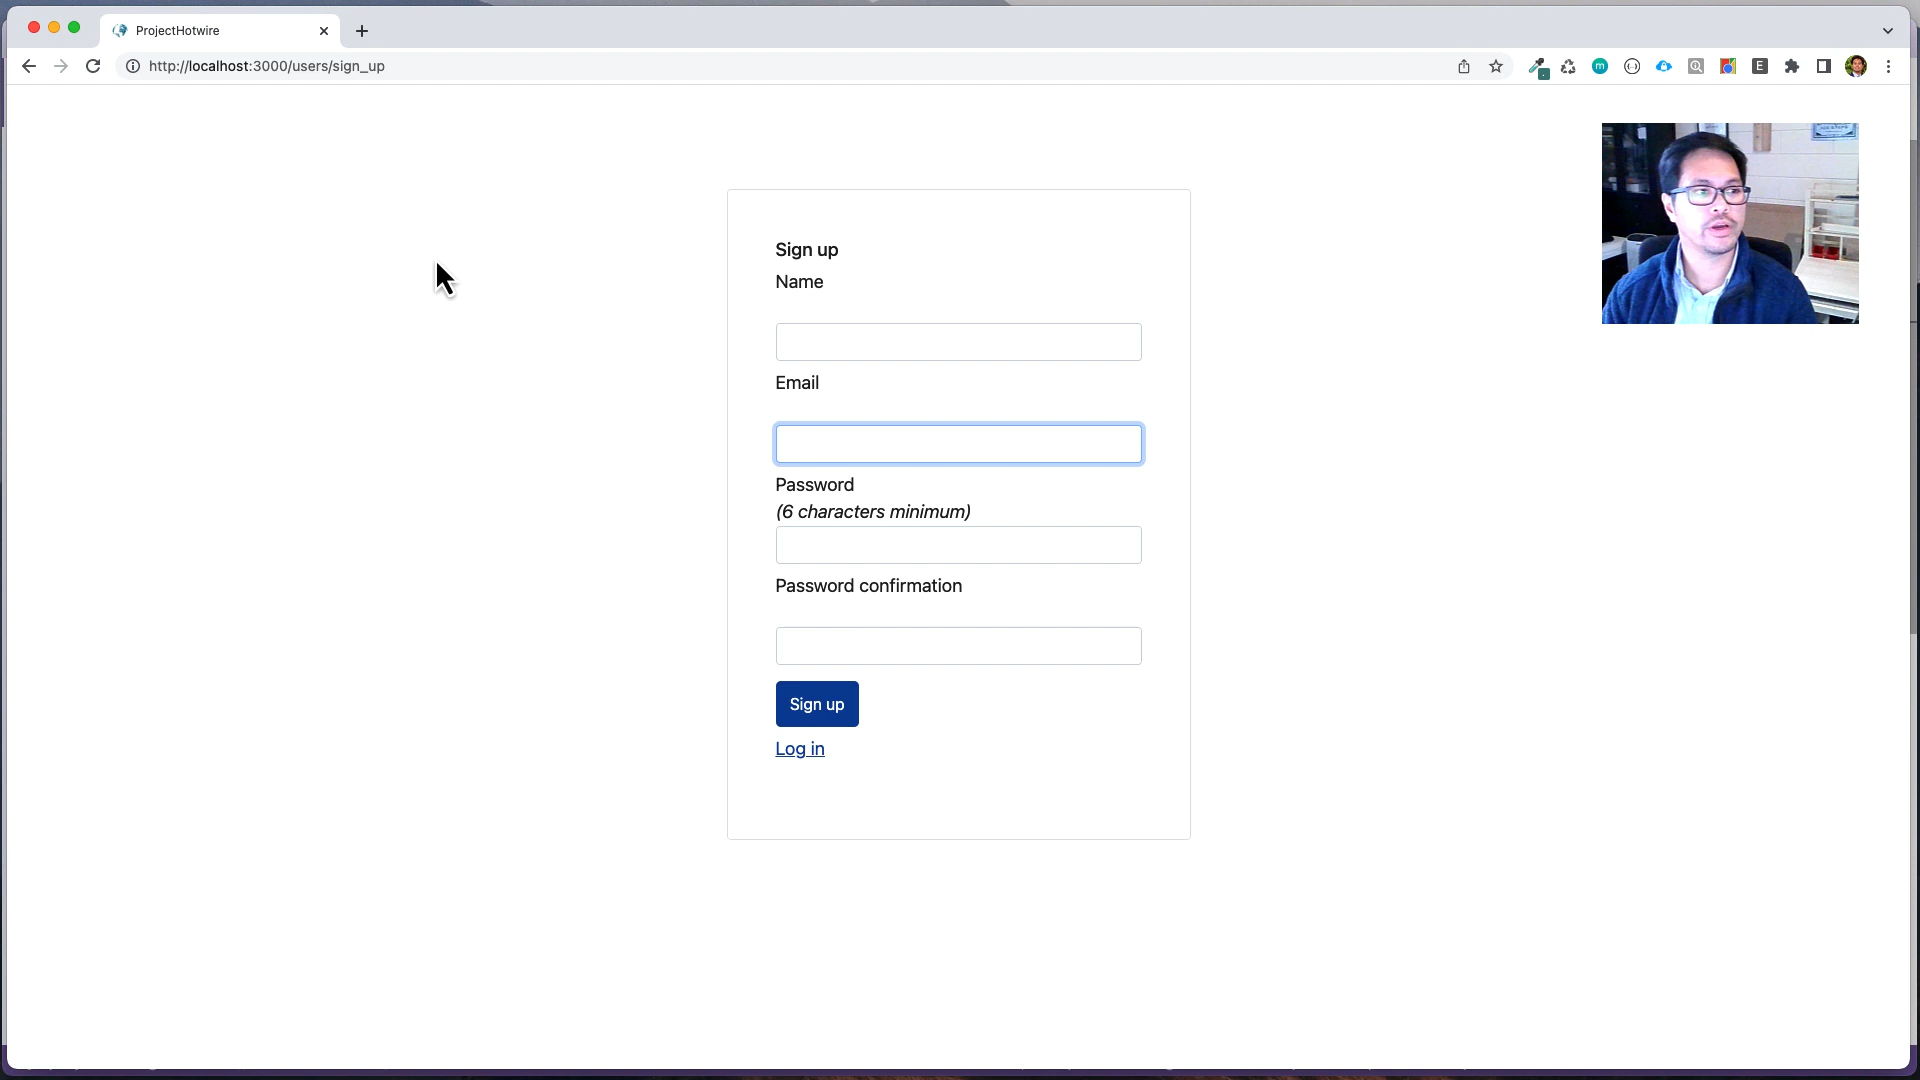 ProjectHotwire
http://localhost:3000/users/sign_up
Sign up
Name
Email
Password
(6 characters minimum)
Password confirmation
Sign up
Log in